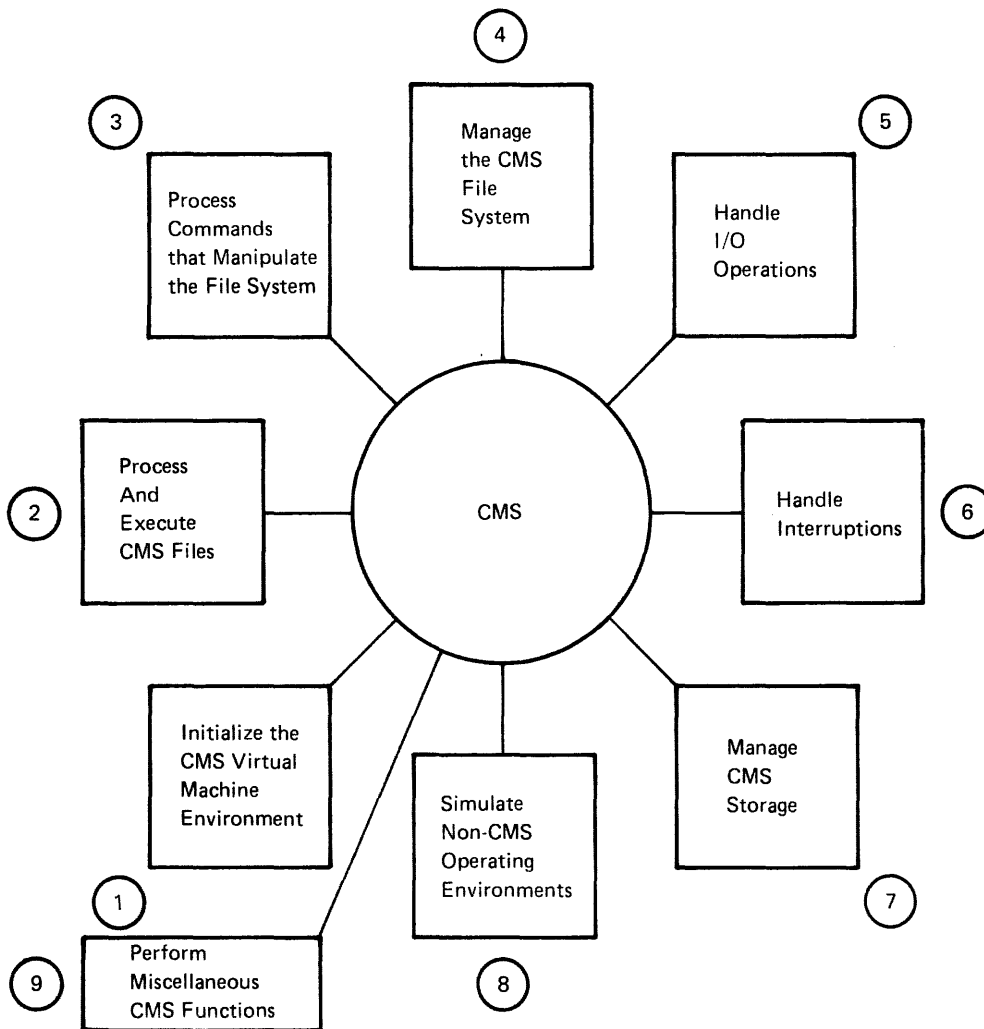 4
3
5
Manage
the CMS
File
System
Process
Commands
that Manipulate
the File System
Handle
I/O
Operations
2
Process
And
Execute
CMS Files
CMS
Handle
Interruptions
6
Initialize the
CMS Virtual
Machine
Environment
Simulate
Non-CMS
Operating
Environments
Manage
CMS
Storage
1
7
9
Perform
Miscellaneous
CMS Functions
8